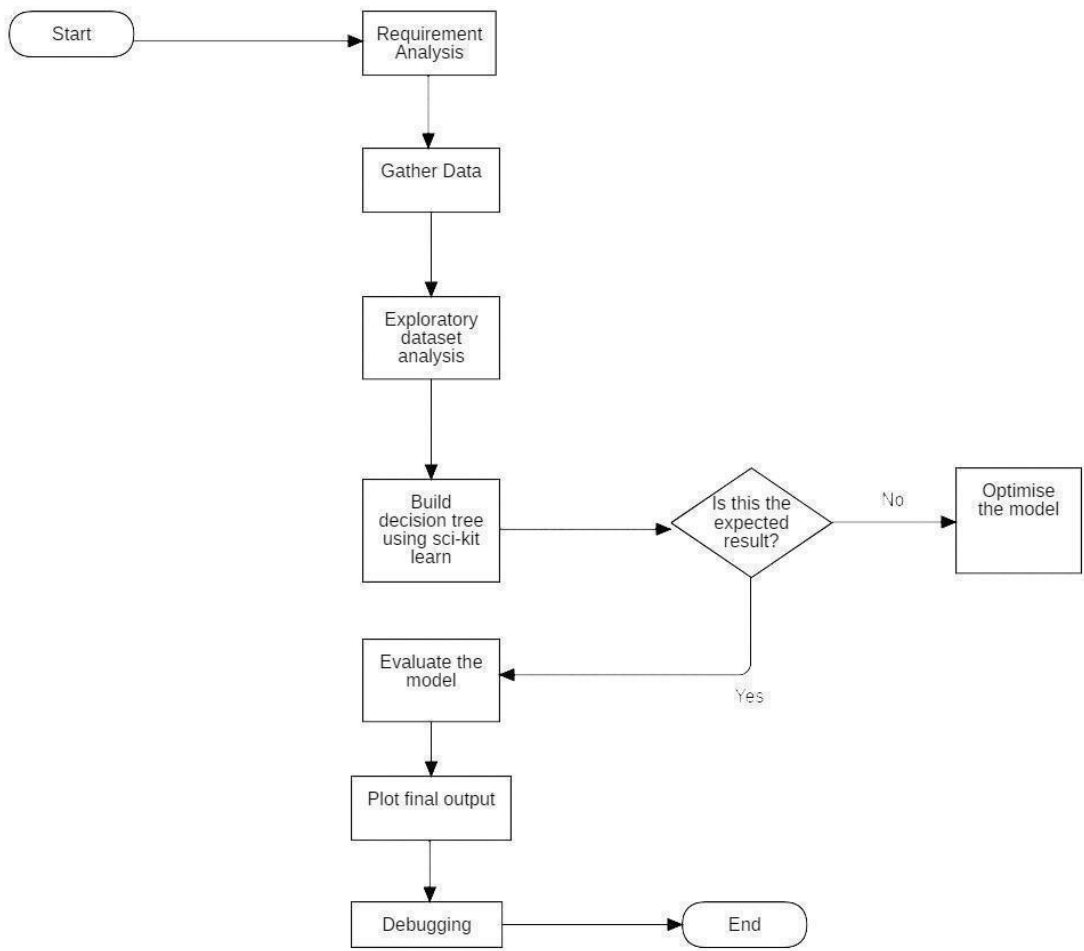 Start
Requirement
Analysis
Gather Data
Exploratory
dataset
analysis
Build
decision tree
using sci-kit
learn
Is this the
expected
result?
No
Optimise
the model
Yes
Evaluate the
model
Plot final output
Debugging
End